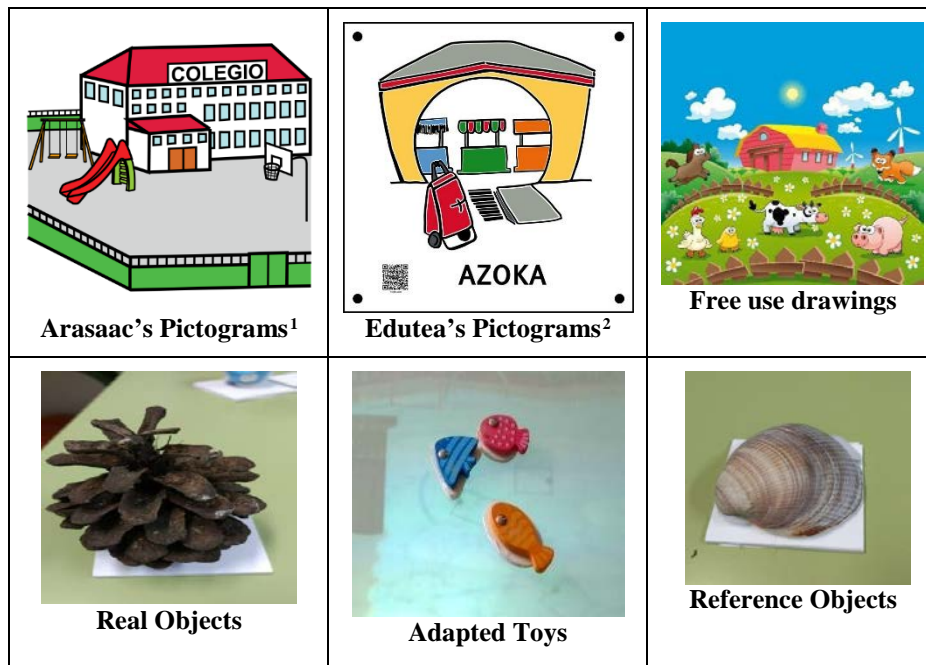 COLEGIO
Arasaac's Pictograms¹
AZOKA
Edutea's Pictograms²
Free use drawings
Real Objects
Adapted Toys
Reference Objects